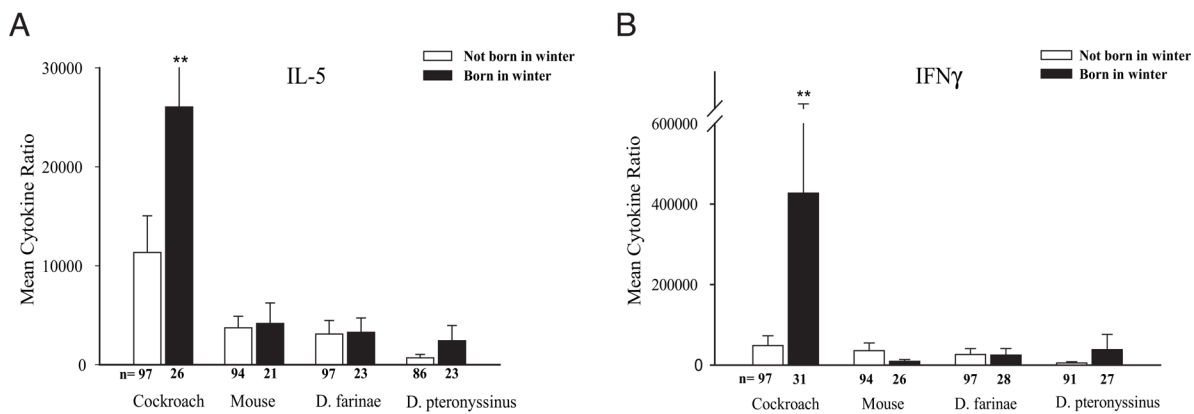 A
Not born in winter
Born in winter
IL-5
**
Mean Cytokine Ratio
30000
20000
10000
0
n= 97 26 94 21 97 23 86 23
Cockroach Mouse D. farinae D. pteronyssinus
B
Not born in winter
Born in winter
IFNγ
**
Mean Cytokine Ratio
600000
400000
200000
0
n= 97 31 94 26 97 28 91 27
Cockroach Mouse D. farinae D. pteronyssinus